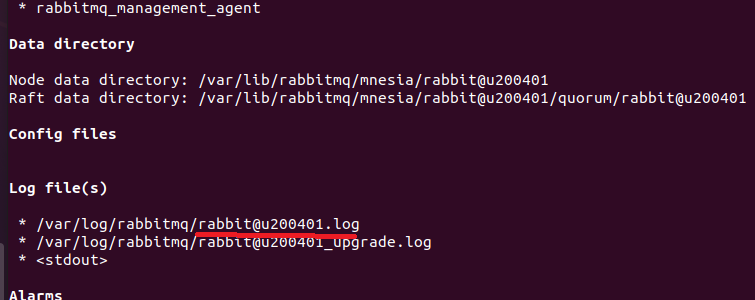 * rabbitmq_management_agent
Data directory
Node data directory: /var/lib/rabbitmq/mnesia/rabbit@u200401
Raft data directory: /var/lib/rabbitmq/mnesia/rabbit@u200401/quorum/rabbit@u200401
Config files
Log file(s)
* /var/log/rabbitmq/rabbit@u200401.log
* /var/log/rabbitmq/rabbit@u200401_upgrade.log
* <stdout>
Alarms